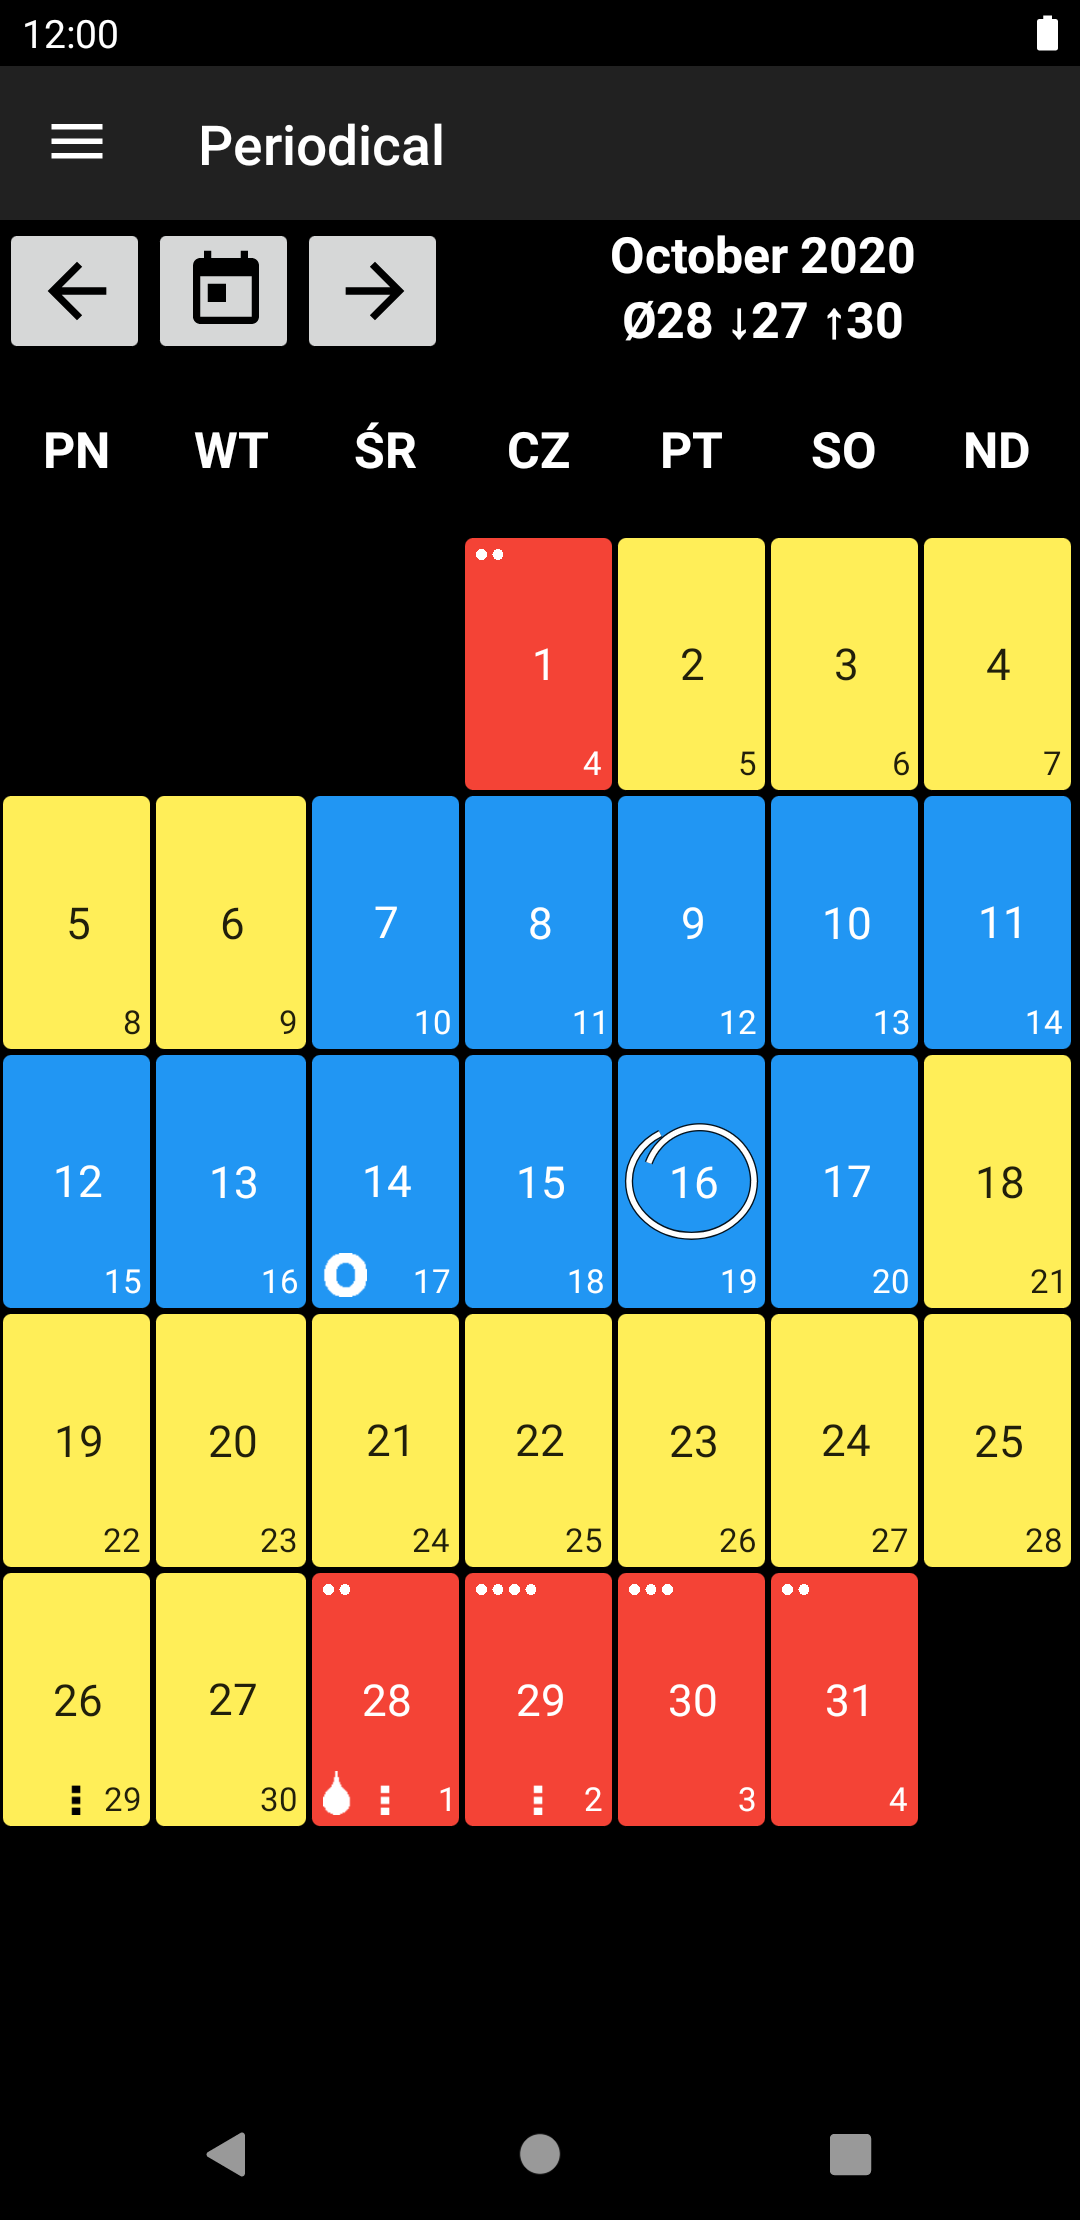 12:00
Periodical
October 2020
Ø28 ↓27 ↑30
PN WT ŚR CZ PT SO ND
1 2 3 4
4 5 6 7
5 6 7 8 9 10 11
8 9 10 11 12 13 14
12 13 14 15 16 17 18
15 16 O 17 18 19 20 21
19 20 21 22 23 24 25
22 23 24 25 26 27 28
26 27 28 29 30 31
29 30 1 2 3 4